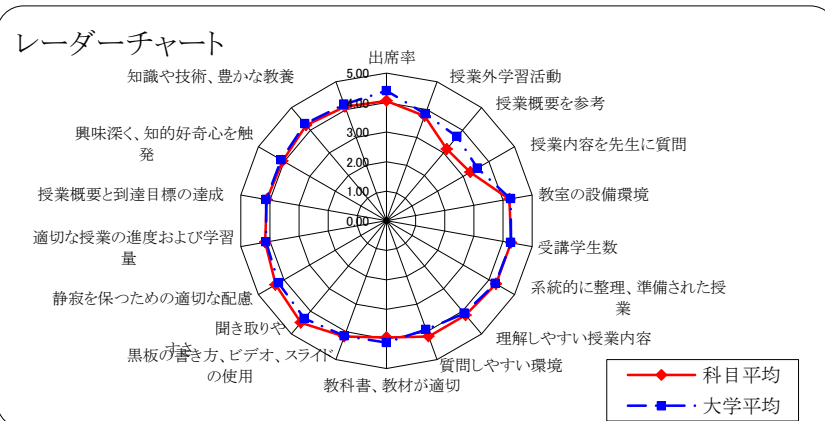 レーダーチャート
出席率
授業外学習活動
授業概要を参考
授業内容を先生に質問
教室の設備環境
受講学生数
系統的に整理、準備された授
業
理解しやすい授業内容
質問しやすい環境
教科書、教材が適切
黒板の書き方、ビデオ、スライド
の使用
聞き取りや
すさ
静寂を保つための適切な配慮
適切な授業の進度および学習
量
授業概要と到達目標の達成
興味深く、知的好奇心を触
発
知識や技術、豊かな教養
5.00
4.00
3.00
2.00
1.00
0.00
科目平均
大学平均